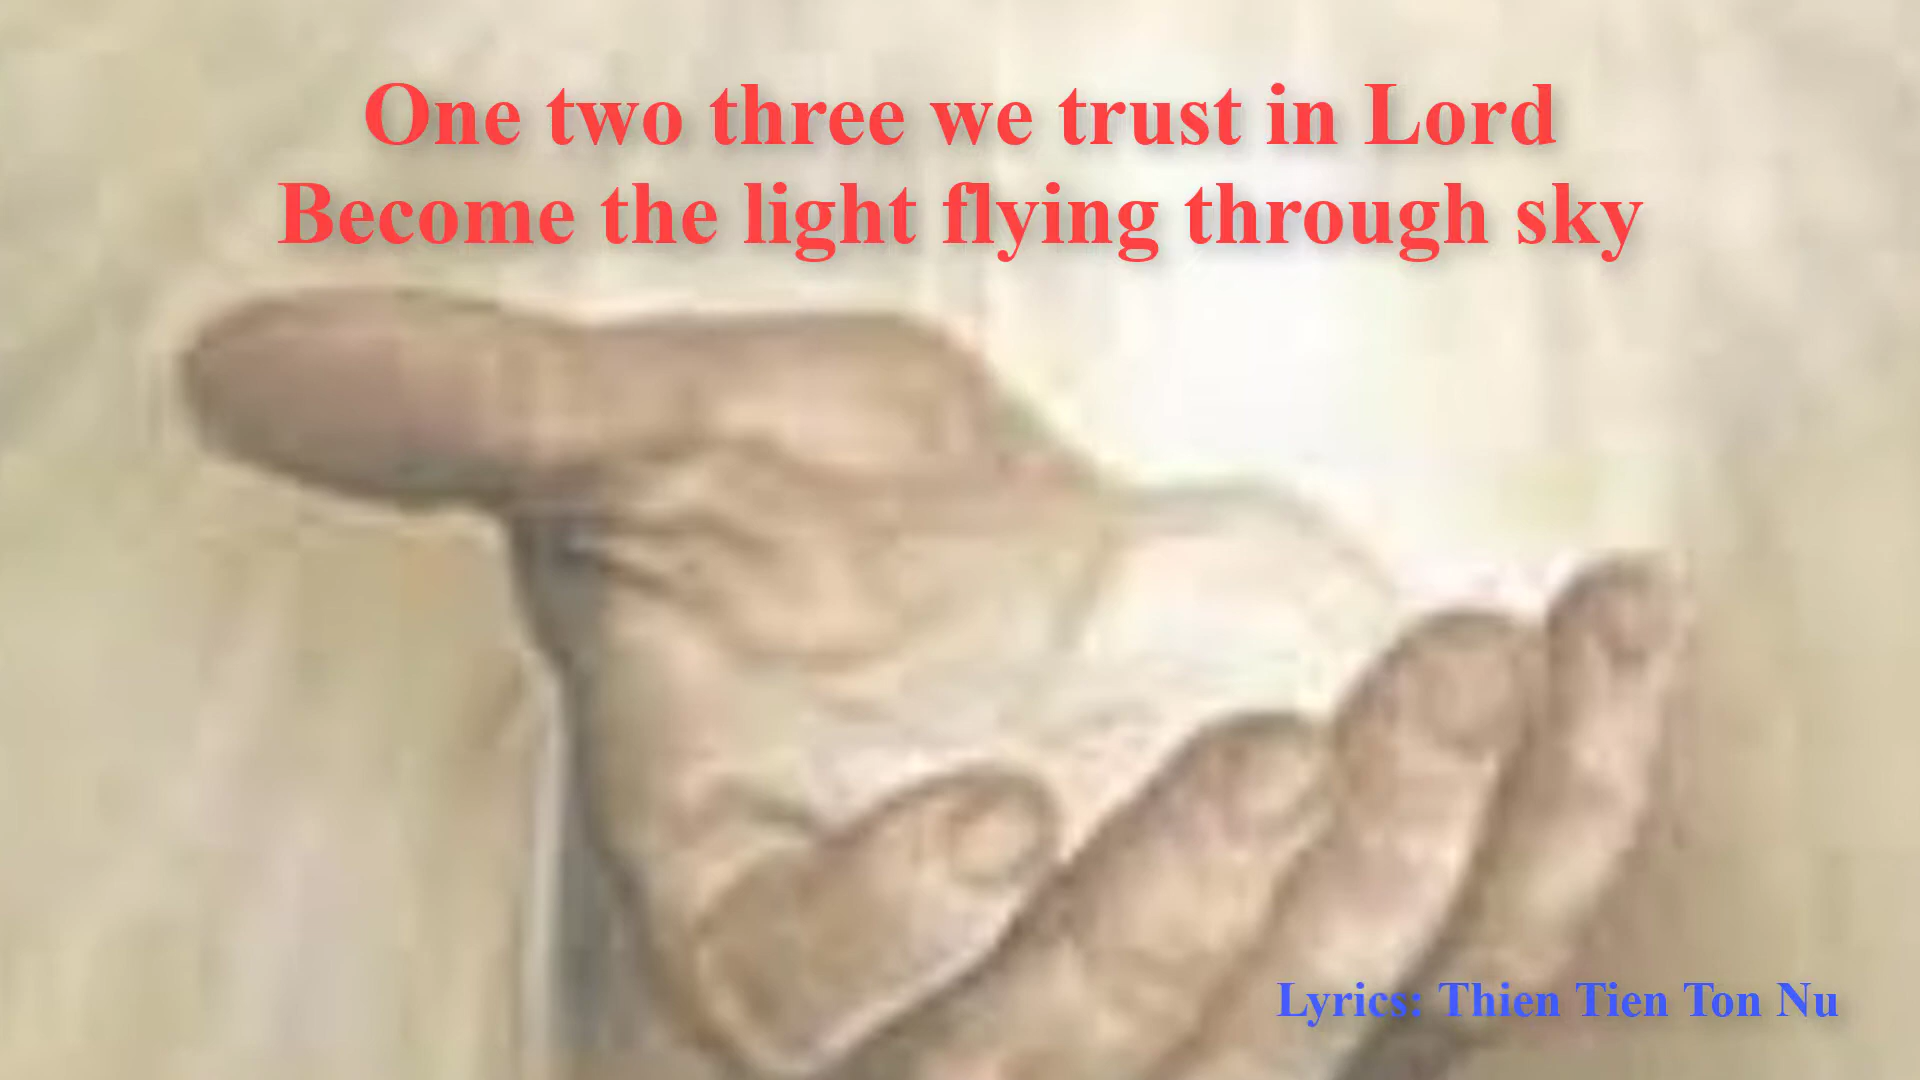 One two three we trust in Lord
Become the light flying through sky
Lyrics: Thien Tien Ton Nu